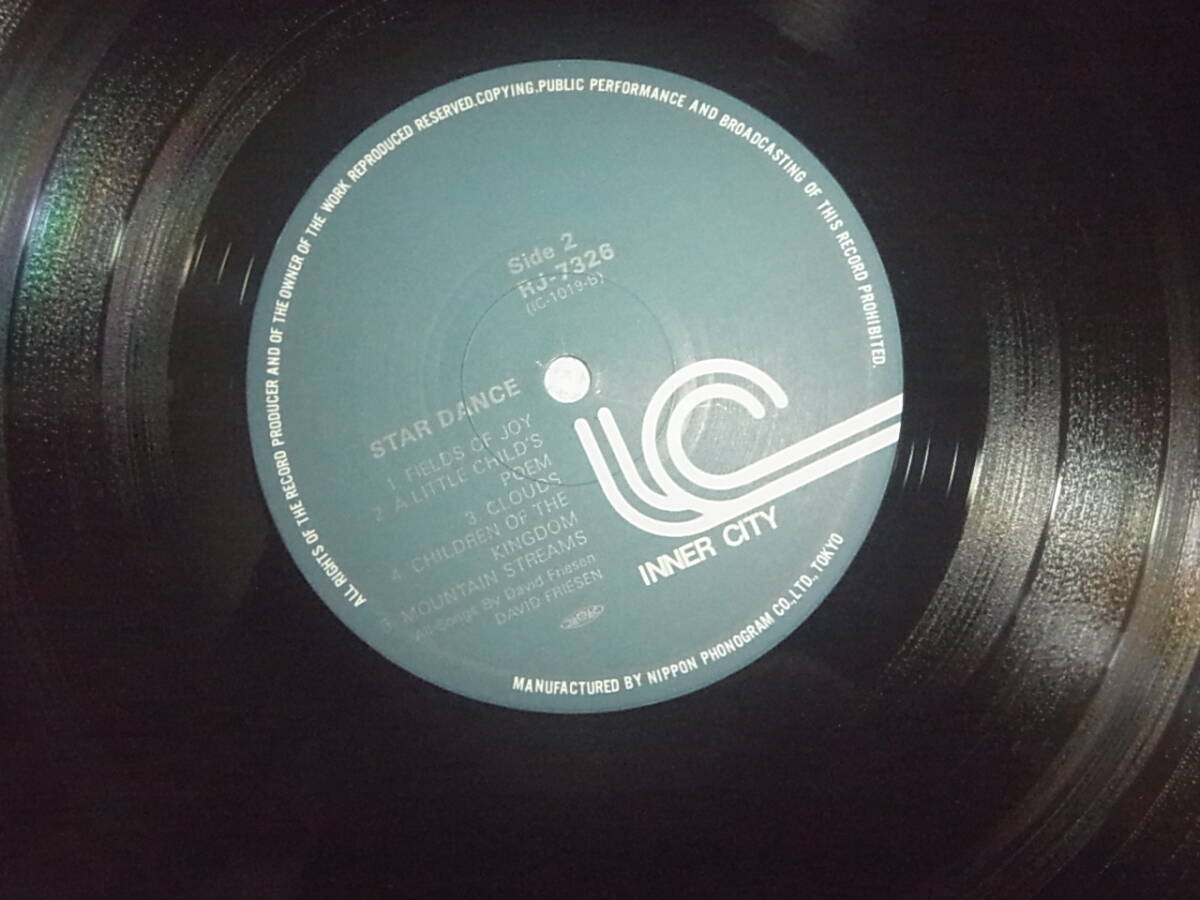 ALL RIGHTS OF THE RECORD PRODUCER AND OF THE OWNER OF THE WORK REPRODUCED RESERVED.COPYING.PUBLIC PERFORMANCE AND BROADCASTING OF THIS RECORD PROHIBITED.
Side 2
RJ-7326
(IC-1019-B)
STAR DANCE
1. FIELDS OF JOY
2. A LITTLE CHILD'S
POEM
3. CLOUDS
4. CHILDREN OF THE
KINGDOM
5. MOUNTAIN STREAMS
All Songs By David Friesen
DAVID FRIESEN
IC
INNER CITY
MANUFACTURED BY NIPPON PHONOGRAM CO.,LTD., TOKYO